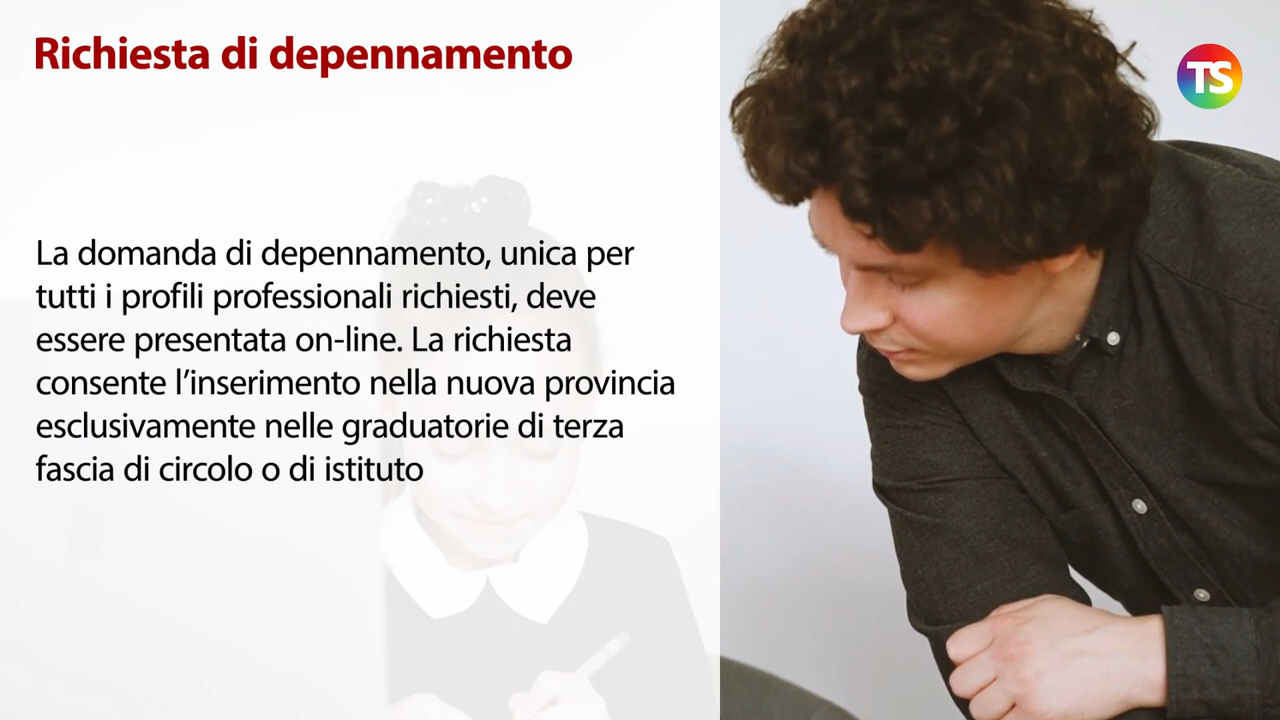 Richiesta di depennamento
TS
La domanda di depennamento, unica per
tutti i profili professionali richiesti, deve
essere presentata on-line. La richiesta
consente l’inserimento nella nuova provincia
esclusivamente nelle graduatorie di terza
fascia di circolo o di istituto